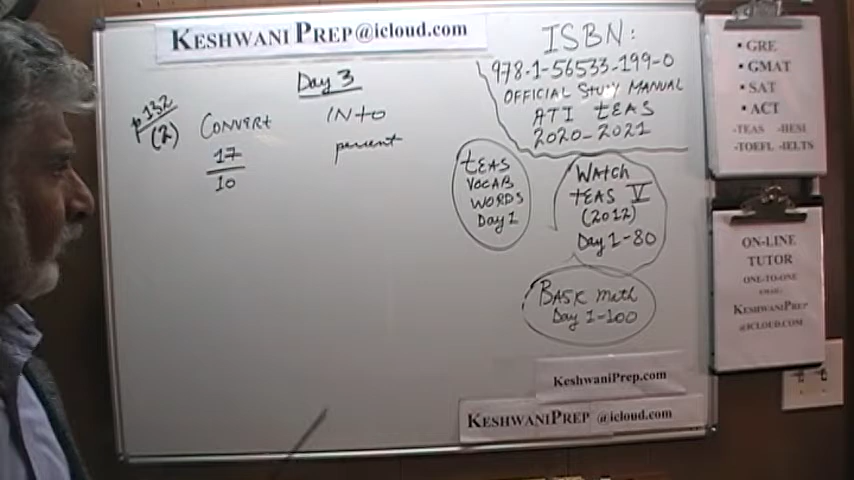 KESHWANIPREP@icloud.com
Day 3
p 132
(2)
CONVERT INto
17
10
percent
ISBN:
978-1-56533-199-0
OFFICIAL STUDY MANUAL
ATI tEAS
2020-2021
tEAS
VOCAB
WORDS
Day 1
WATCH
tEAS V
(2012)
Day 1-80
BASIC math
Day 1-100
KeshwaniPrep.com
KESHWANIPREP @icloud.com
▪ GRE
▪ GMAT
▪ SAT
▪ ACT
-TEAS -HESI
-TOEFL -IELTS
ON-LINE
TUTOR
ONE-TO-ONE
KESHWANIPREP
@ICLOUD.COM